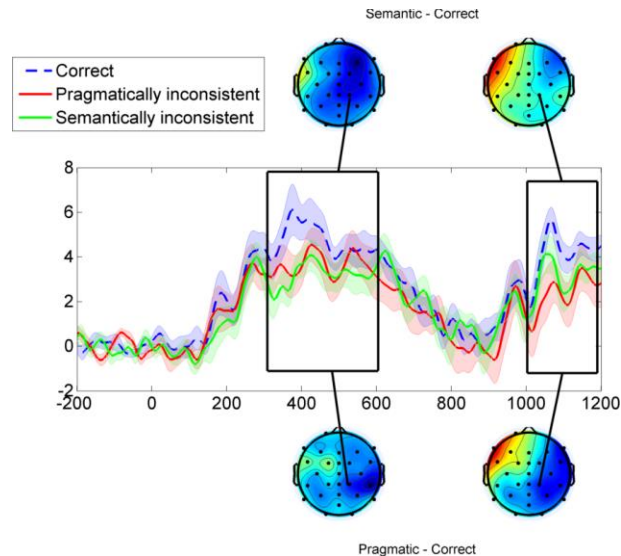 Semantic - Correct
Correct
Pragmatically inconsistent
Semantically inconsistent
8
6
4
2
0
-2
-200
0
200
400
600
800
1000
1200
Pragmatic - Correct